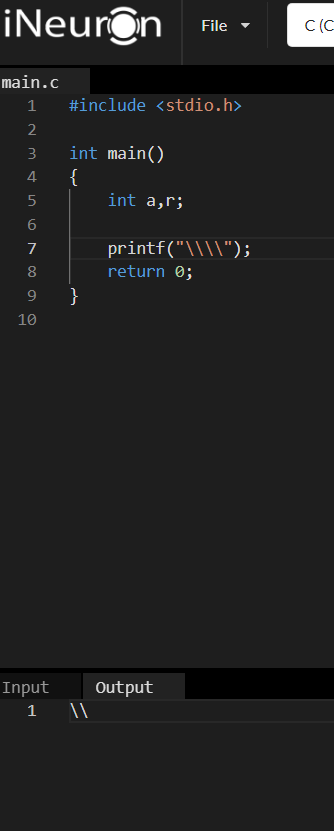 iNeuron File C (C
main.c
1 #include <stdio.h>
2
3 int main()
4 {
5 int a,r;
6
7 printf("\\\\");
8 return 0;
9 }
10
Input Output
1 \\